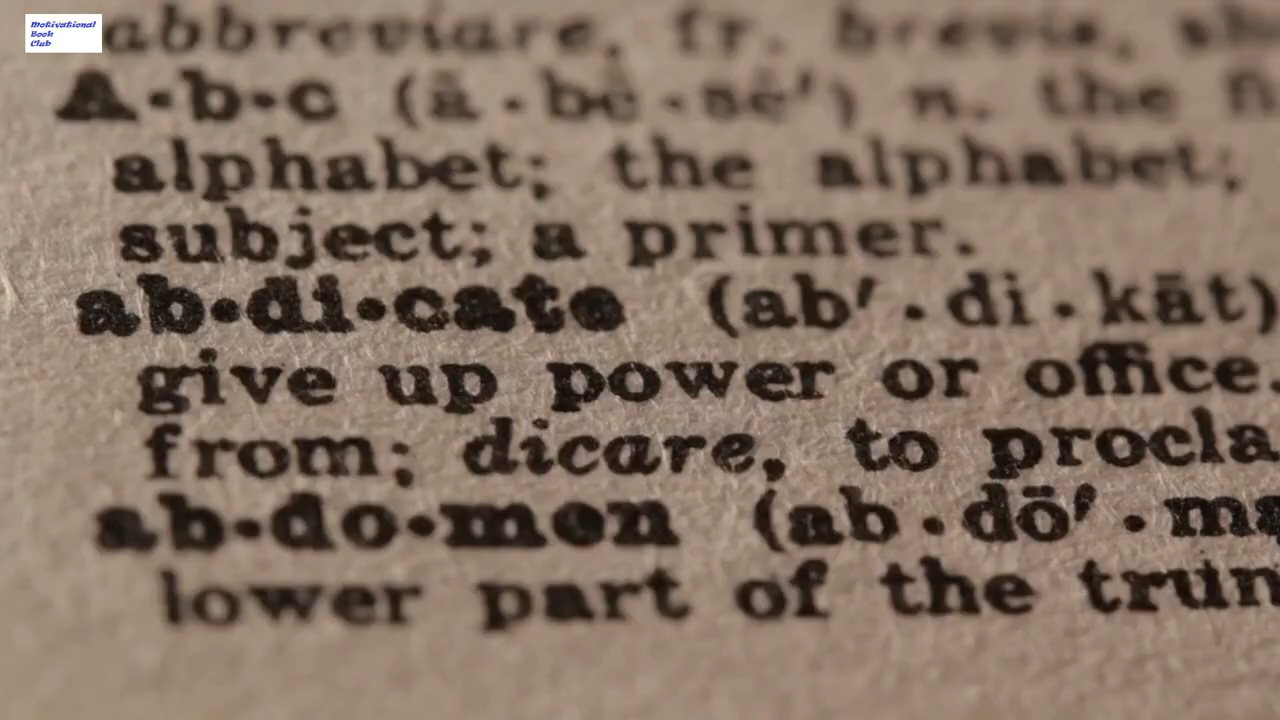 Motivational
Book
Club
abbreviare, fr. brevis,
A·b·c (ā·bē·sē′) n. the
alphabet; the alphabet;
subject; a primer.
ab·di·cate (ab′·di·kāt)
give up power or office.
from; dicare, to procla
ab·do·men (ab·dō′·m
lower part of the trun